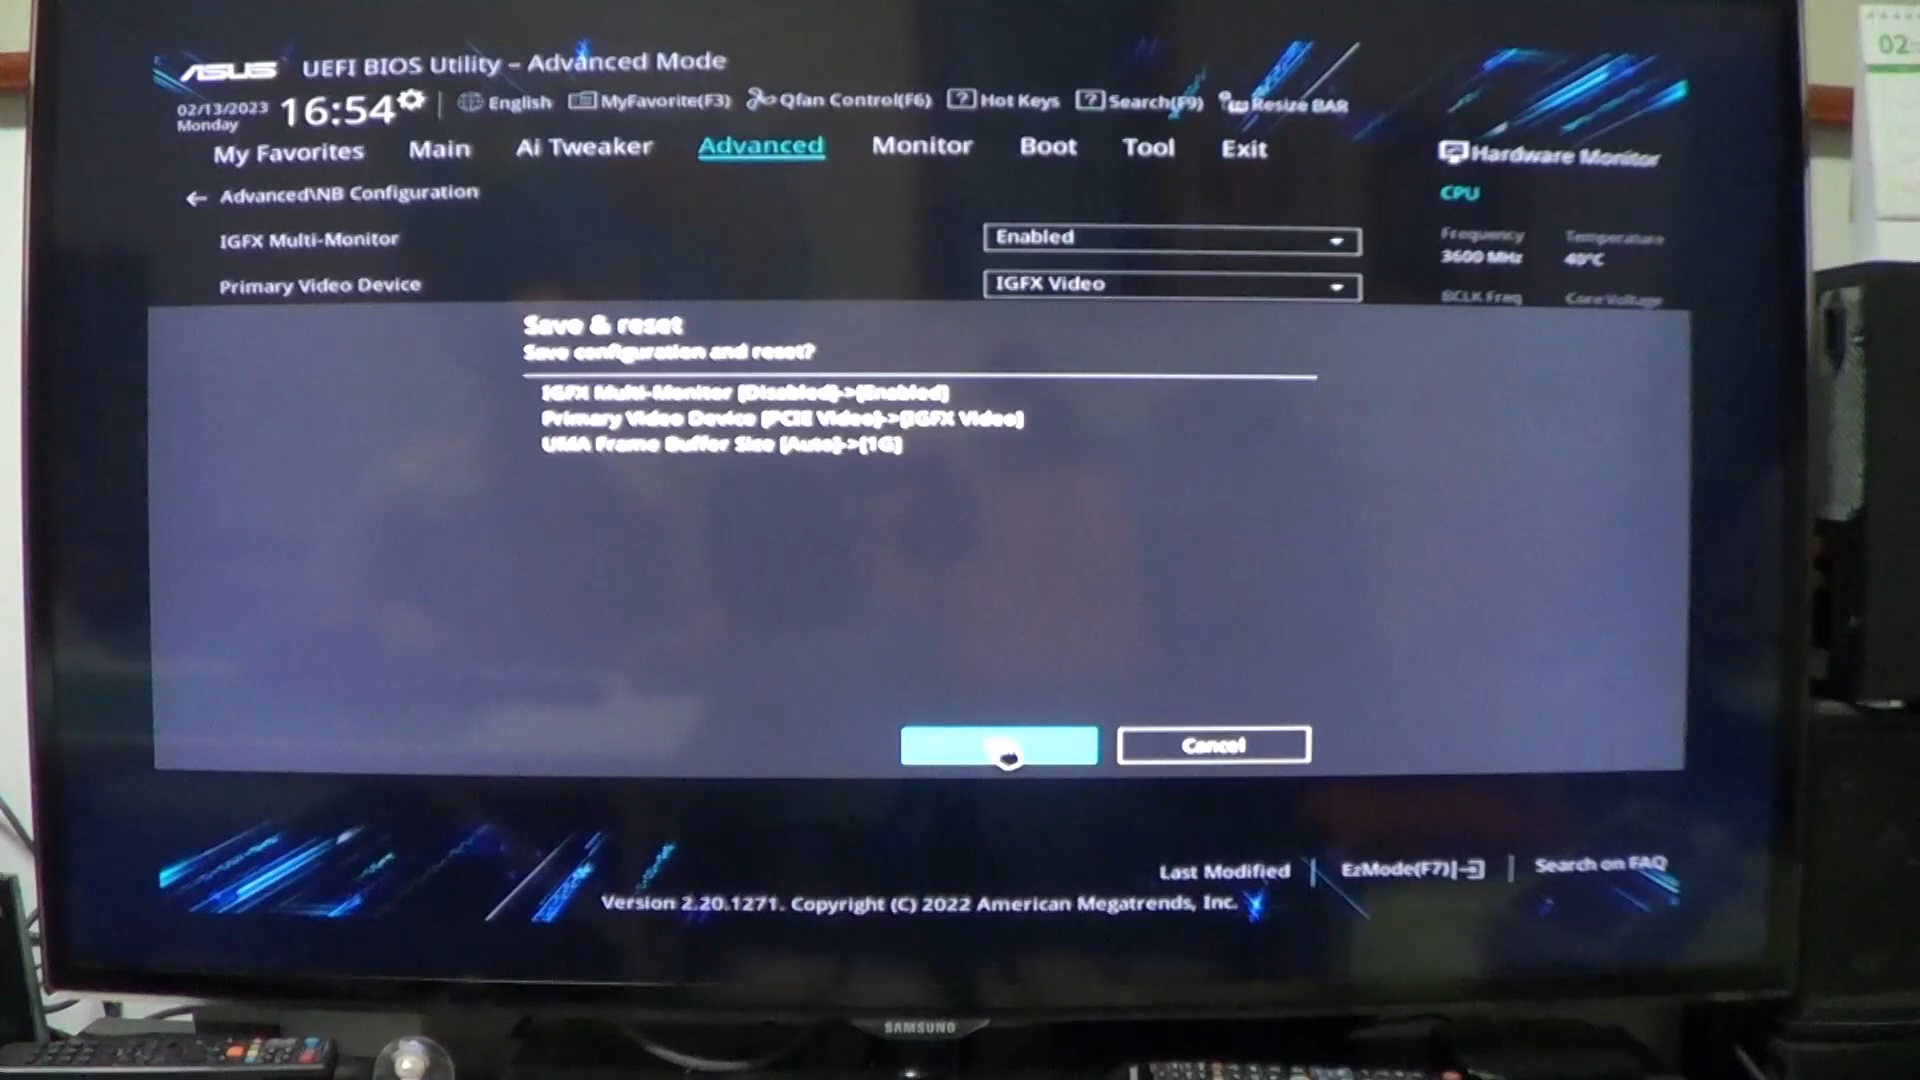 ASUS UEFI BIOS Utility – Advanced Mode
02/13/2023
Monday
16:54
English
MyFavorite(F3)
Qfan Control(F6)
? Hot Keys
? Search(F9)
Resize BAR
My Favorites
Main
Ai Tweaker
Advanced
Monitor
Boot
Tool
Exit
Hardware Monitor
← Advanced\NB Configuration
CPU
IGFX Multi-Monitor
Enabled
Frequency
Temperature
3600 MHz
40°C
Primary Video Device
IGFX Video
BCLK Freq
Core Voltage
Save & reset
Save configuration and reset?
IGFX Multi-Monitor [Disabled]->[Enabled]
Primary Video Device [PCIE Video]->[IGFX Video]
UMA Frame Buffer Size [Auto]->[1G]
Cancel
Last Modified
EzMode(F7)
Search on FAQ
Version 2.20.1271. Copyright (C) 2022 American Megatrends, Inc.
SAMSUNG
02